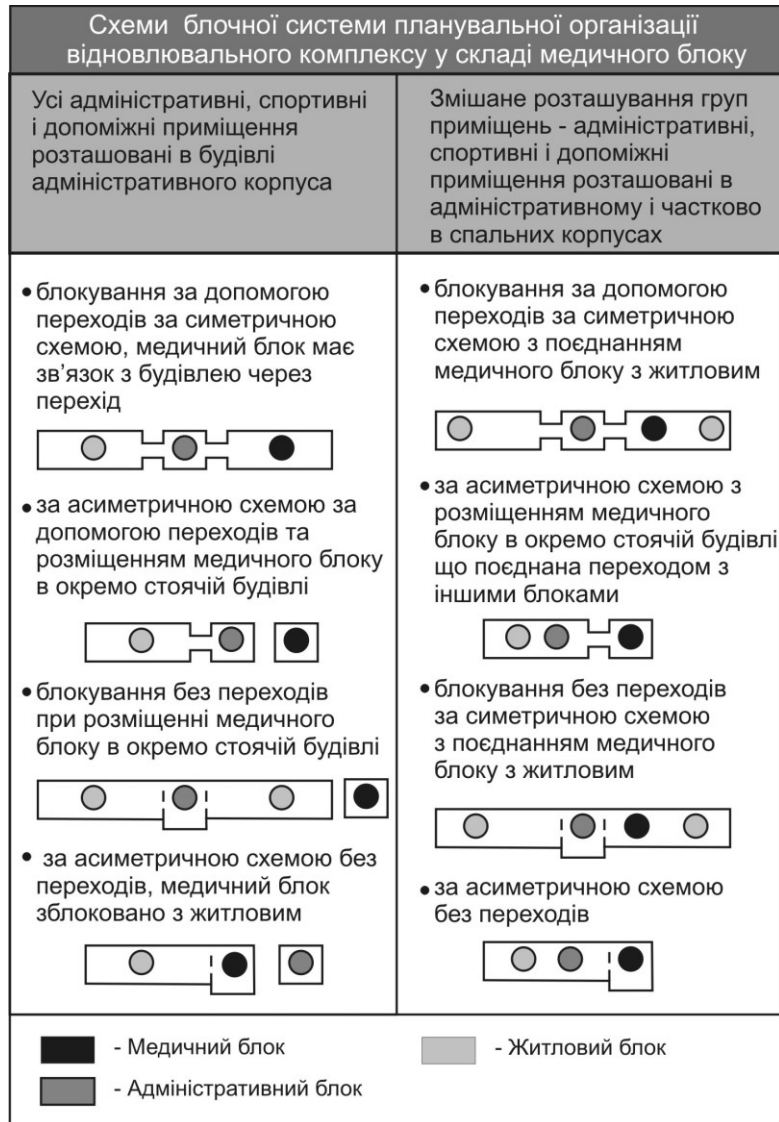 Схеми блочної системи планувальної організації
відновлювального комплексу у складі медичного блоку
Усі адміністративні, спортивні
і допоміжні приміщення
розташовані в будівлі
адміністративного корпуса
Змішане розташування груп
приміщень - адміністративні,
спортивні і допоміжні
приміщення розташовані в
адміністративному і частково
в спальних корпусах
• блокування за допомогою
переходів за симетричною
схемою, медичний блок має
зв’язок з будівлею через
перехід
• за асиметричною схемою за
допомогою переходів та
розміщенням медичного блоку
в окремо стоячій будівлі
• блокування без переходів
при розміщенні медичного
блоку в окремо стоячій будівлі
• за асиметричною схемою без
переходів, медичний блок
зблоковано з житловим
• блокування за допомогою
переходів за симетричною
схемою з поєднанням
медичного блоку з житловим
• за асиметричною схемою з
розміщенням медичного
блоку в окремо стоячій будівлі
що поєднана переходом з
іншими блоками
• блокування без переходів
за симетричною схемою
з поєднанням медичного
блоку з житловим
• за асиметричною схемою
без переходів
- Медичний блок
- Житловий блок
- Адміністративний блок